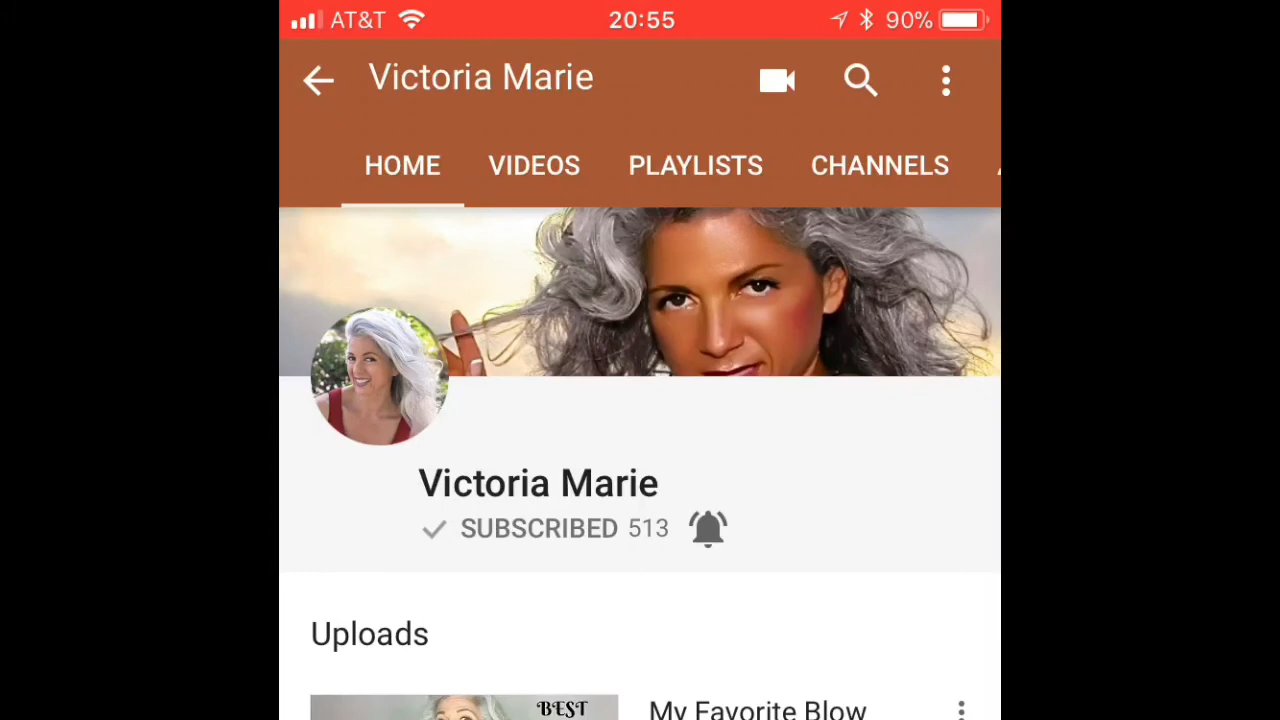 AT&T 20:55 90%
Victoria Marie
HOME VIDEOS PLAYLISTS CHANNELS
Victoria Marie
SUBSCRIBED 513
Uploads
BEST
My Favorite Blow